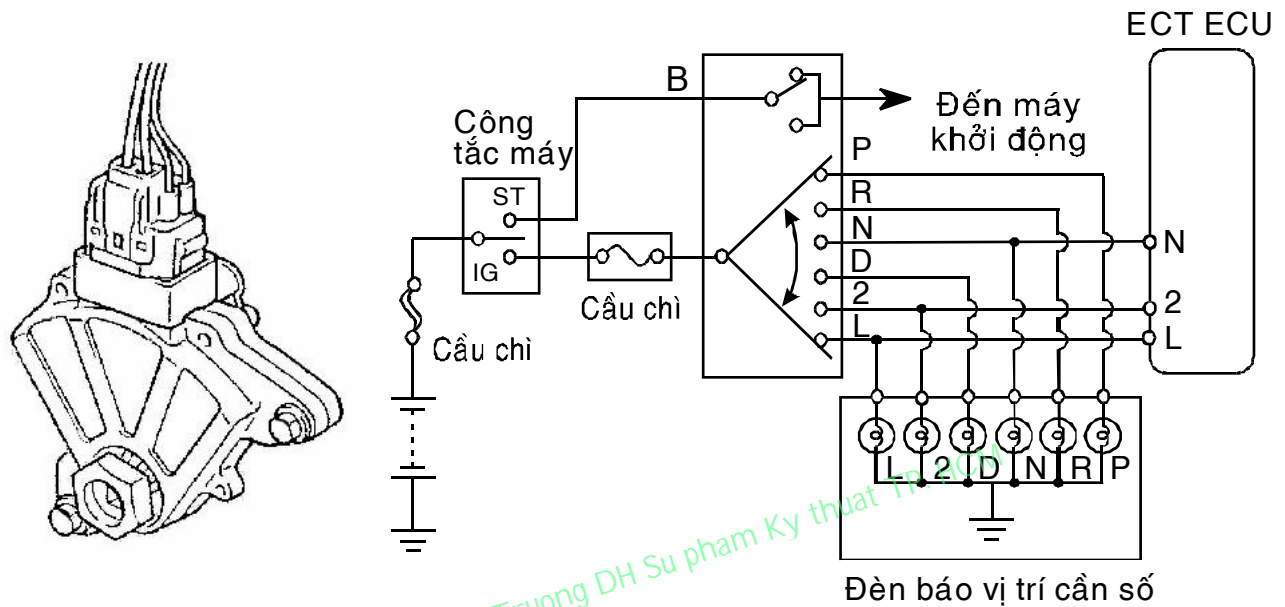 ECT ECU
B
Đến máy
khởi động
Công
tắc máy
ST
IG
Cầu chì
Cầu chì
P
R
N
D
2
L
N
2
L
L 2 D N R P
Truong DH Su pham Ky thuat TP. HCM
Đèn báo vị trí cần số